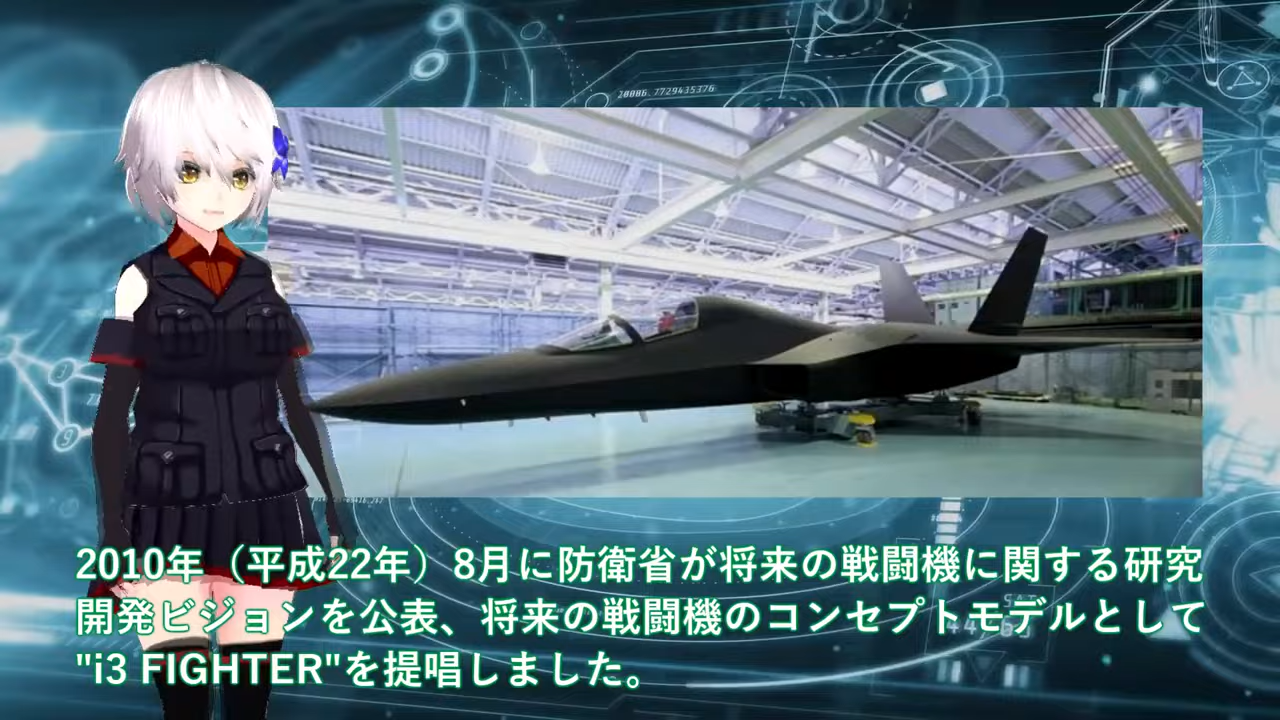 20006.7729435376
2010年（平成22年）8月に防衛省が将来の戦闘機に関する研究
開発ビジョンを公表、将来の戦闘機のコンセプトモデルとして
"i3 FIGHTER"を提唱しました。